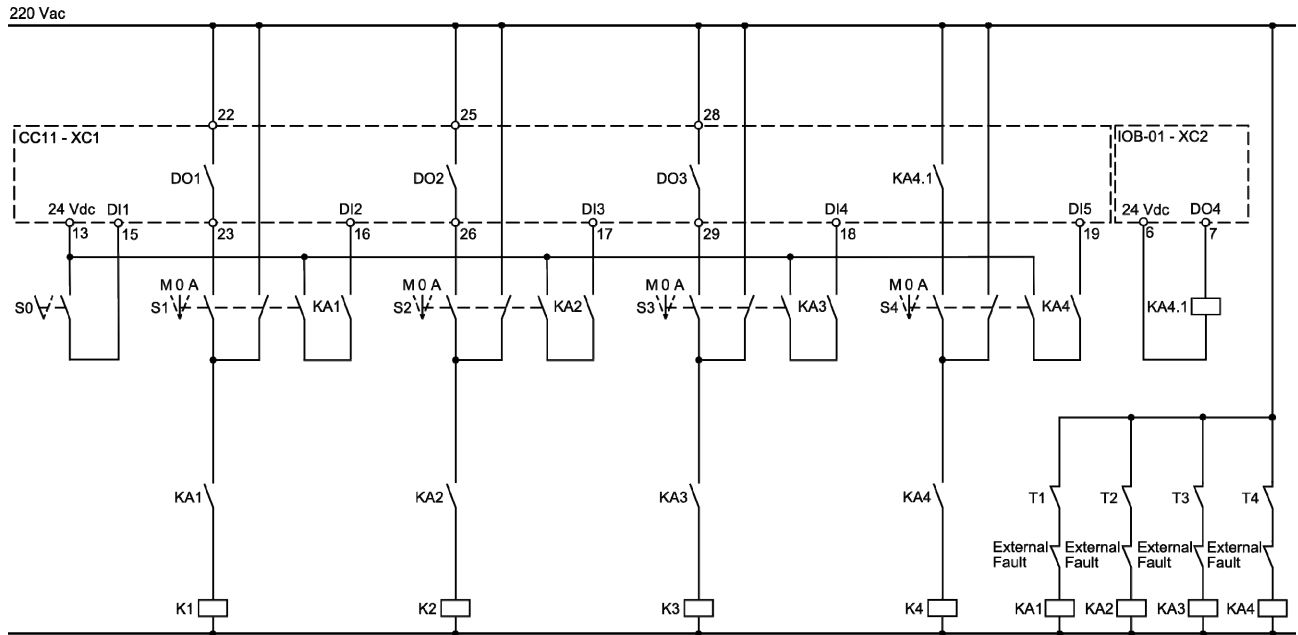 220 Vac
22
25
28
CC11 - XC1
IOB-01 - XC2
DO1
DO2
DO3
KA4.1
24 Vdc
DI1
DI2
DI3
DI4
DI5
24 Vdc
DO4
13
15
23
16
26
17
29
18
19
6
7
M 0 A
M 0 A
M 0 A
M 0 A
S0
S1
KA1
S2
KA2
S3
KA3
S4
KA4
KA4.1
KA1
KA2
KA3
KA4
T1
T2
T3
T4
External
Fault
External
Fault
External
Fault
External
Fault
K1
K2
K3
K4
KA1
KA2
KA3
KA4